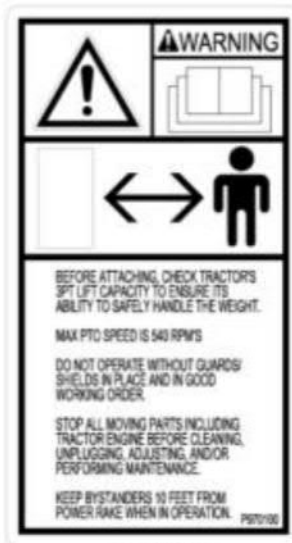 WARNING
BEFORE ATTACHING, CHECK TRACTOR'S
3PT LIFT CAPACITY TO ENSURE ITS
ABILITY TO SAFELY HANDLE THE WEIGHT.
MAX PTO SPEED IS 540 RPM'S
DO NOT OPERATE WITHOUT GUARDS/
SHIELDS IN PLACE AND IN GOOD
WORKING ORDER.
STOP ALL MOVING PARTS INCLUDING
TRACTOR ENGINE BEFORE CLEANING,
UNPLUGGING, ADJUSTING, AND/OR
PERFORMING MAINTENANCE.
KEEP BYSTANDERS 10 FEET FROM
POWER RAKE WHEN IN OPERATION. P970100